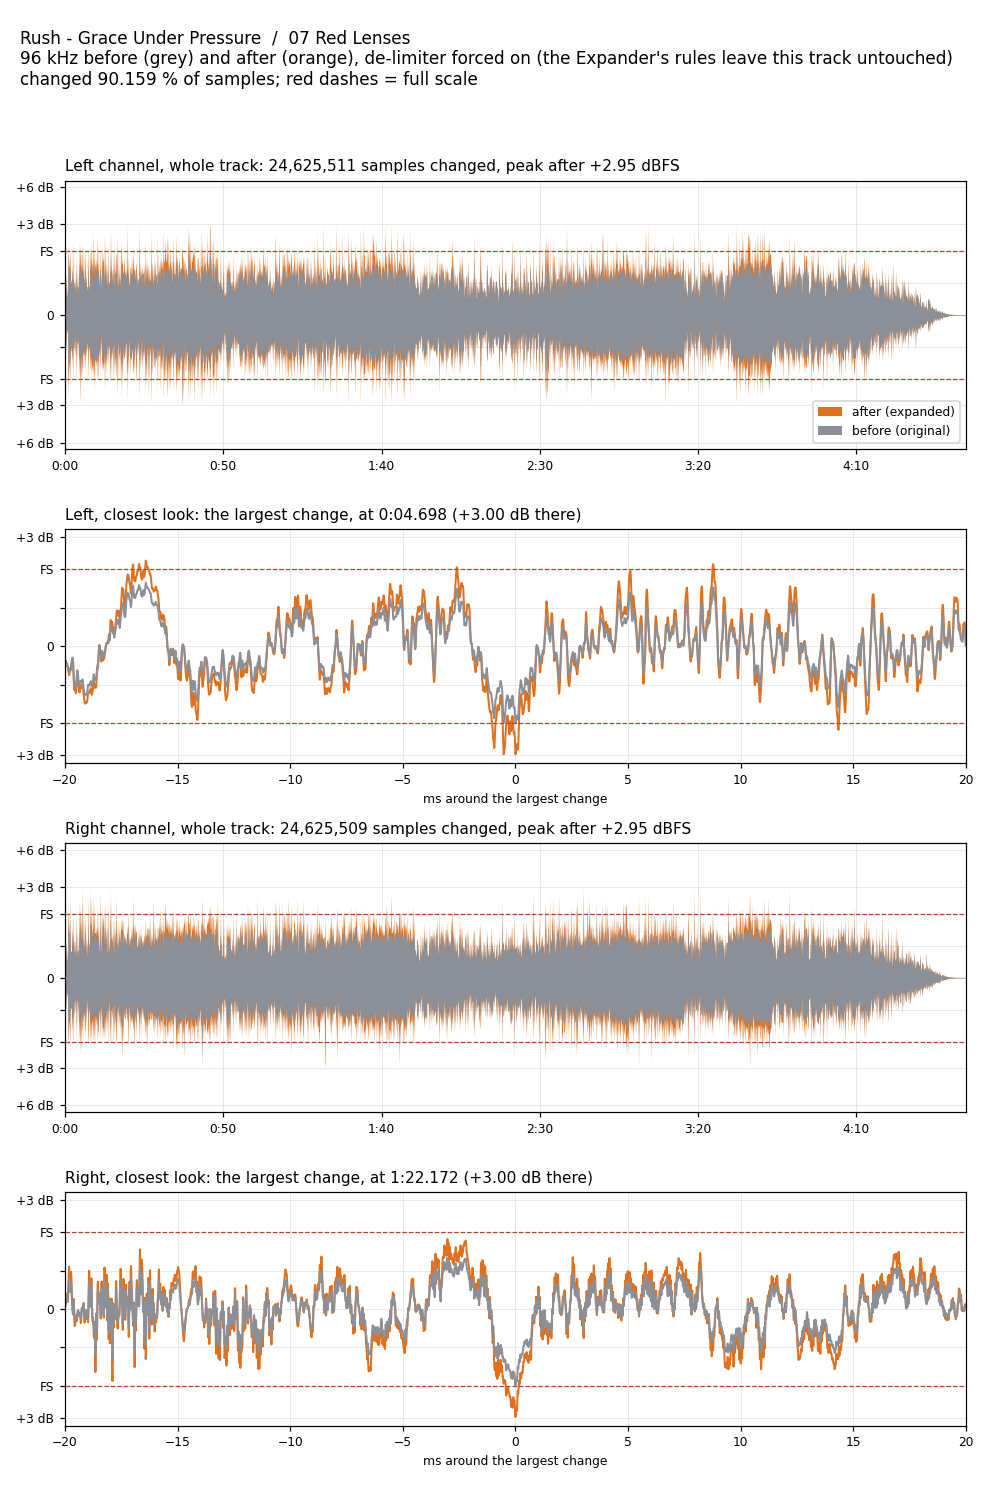 Rush - Grace Under Pressure  /  07 Red Lenses
96 kHz before (grey) and after (orange), de-limiter forced on (the Expander's rules leave this track untouched)
changed 90.159 % of samples; red dashes = full scale
Left channel, whole track: 24,625,511 samples changed, peak after +2.95 dBFS
+6 dB
+3 dB
FS
0
FS
+3 dB
+6 dB
after (expanded)
before (original)
0:00 0:50 1:40 2:30 3:20 4:10
Left, closest look: the largest change, at 0:04.698 (+3.00 dB there)
+3 dB
FS
0
FS
+3 dB
−20 −15 −10 −5 0 5 10 15 20
ms around the largest change
Right channel, whole track: 24,625,509 samples changed, peak after +2.95 dBFS
+6 dB
+3 dB
FS
0
FS
+3 dB
+6 dB
0:00 0:50 1:40 2:30 3:20 4:10
Right, closest look: the largest change, at 1:22.172 (+3.00 dB there)
+3 dB
FS
0
FS
+3 dB
−20 −15 −10 −5 0 5 10 15 20
ms around the largest change